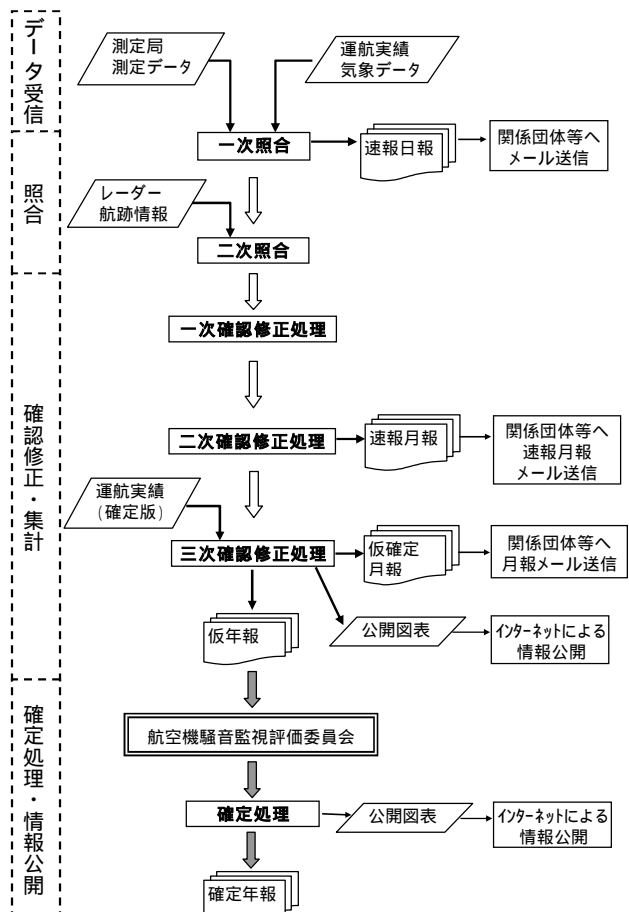 データ受信
測定局
測定データ
運航実績
気象データ
一次照合
速報日報
関係団体等へ
メール送信
照合
レーダー
航跡情報
二次照合
確認修正・集計
一次確認修正処理
二次確認修正処理
速報月報
関係団体等へ
速報月報
メール送信
運航実績
(確定版)
三次確認修正処理
仮確定
月報
関係団体等へ
月報メール送信
仮年報
公開図表
インターネットによる
情報公開
確定処理・情報公開
航空機騒音監視評価委員会
確定処理
公開図表
インターネットによる
情報公開
確定年報